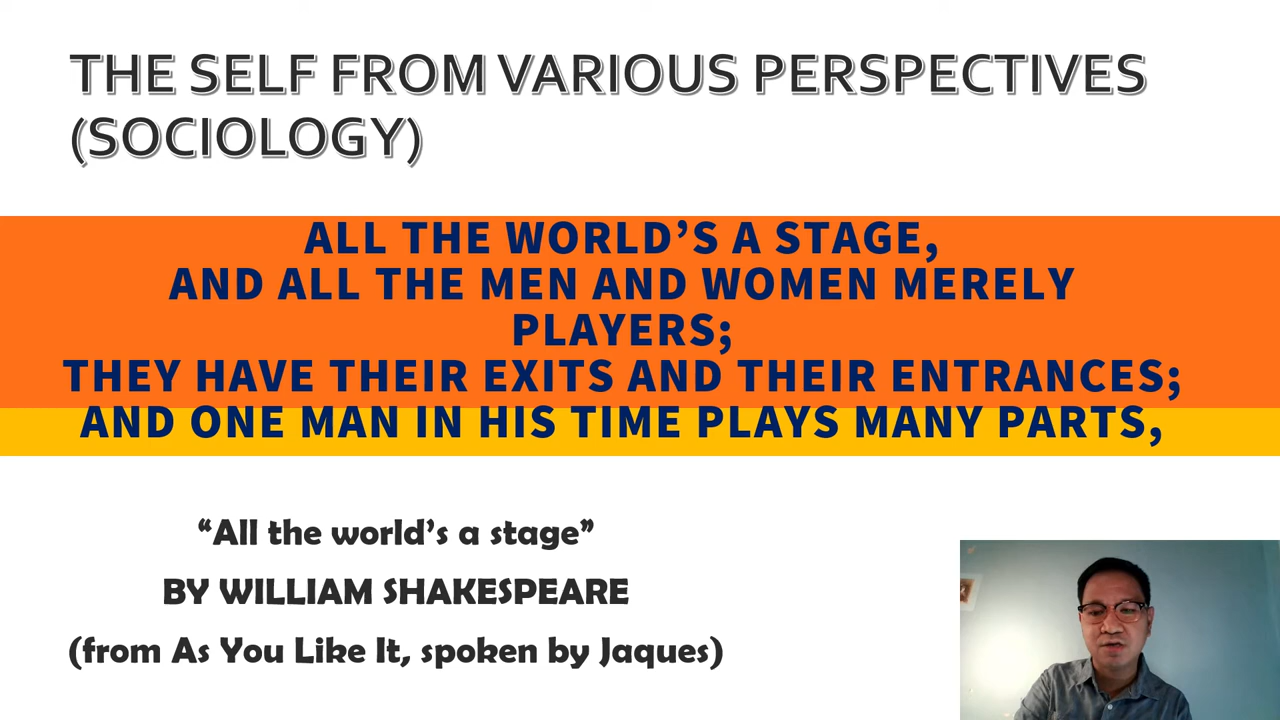 THE SELF FROM VARIOUS PERSPECTIVES
(SOCIOLOGY)
ALL THE WORLD’S A STAGE,
AND ALL THE MEN AND WOMEN MERELY
PLAYERS;
THEY HAVE THEIR EXITS AND THEIR ENTRANCES;
AND ONE MAN IN HIS TIME PLAYS MANY PARTS,
“All the world’s a stage”
BY WILLIAM SHAKESPEARE
(from As You Like It, spoken by Jaques)